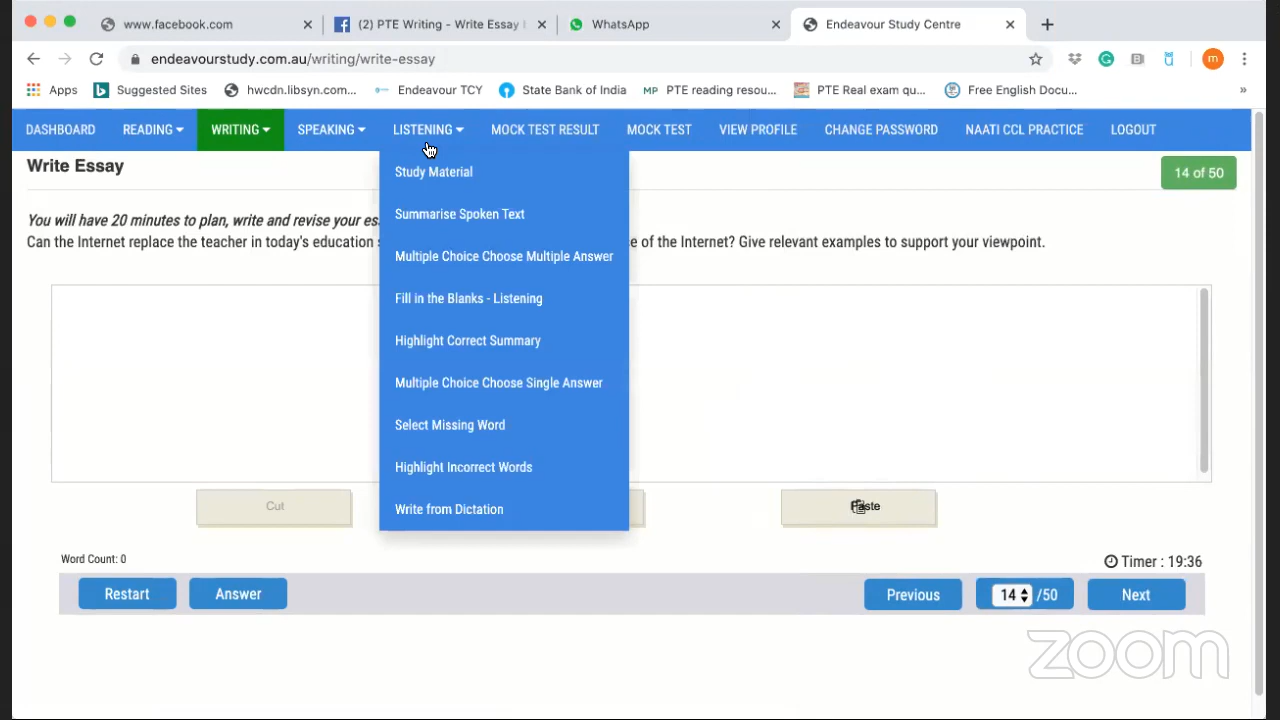 www.facebook.com
(2) PTE Writing - Write Essay
WhatsApp
Endeavour Study Centre
endeavourstudy.com.au/writing/write-essay
m
Apps
Suggested Sites
hwcdn.libsyn.com...
Endeavour TCY
State Bank of India
MP PTE reading resou...
PTE Real exam qu...
Free English Docu...
»
DASHBOARD READING WRITING SPEAKING LISTENING MOCK TEST RESULT MOCK TEST VIEW PROFILE CHANGE PASSWORD NAATI CCL PRACTICE LOGOUT
Write Essay
14 of 50
Study Material
Summarise Spoken Text
Multiple Choice Choose Multiple Answer
Fill in the Blanks - Listening
Highlight Correct Summary
Multiple Choice Choose Single Answer
Select Missing Word
Highlight Incorrect Words
Write from Dictation
You will have 20 minutes to plan, write and revise your
Can the Internet replace the teacher in today's education
of the Internet? Give relevant examples to support your viewpoint.
Cut
Paste
Word Count: 0
Timer : 19:36
Restart
Answer
Previous
14 /50
Next
zoom